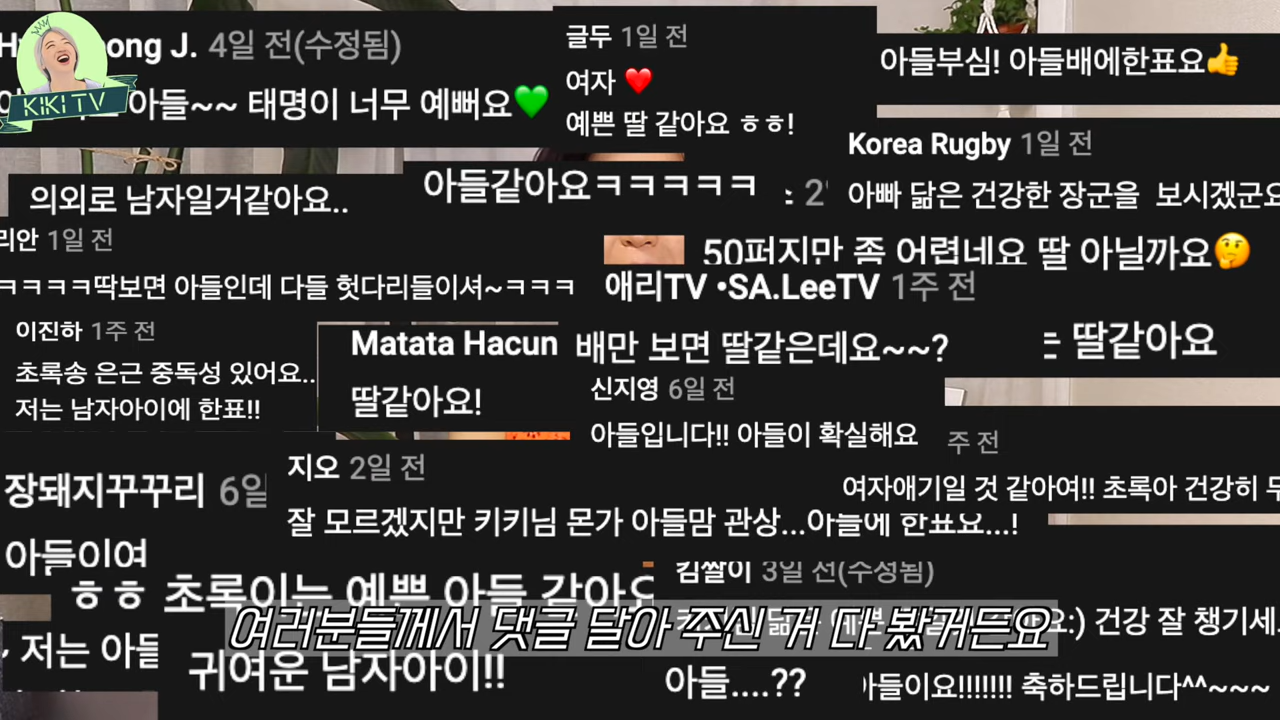 ong J. 4일 전(수정됨)
KIKI TV
아들~~ 태명이 너무 예뻐요💚
글두 1일 전
여자 ❤️
예쁜 딸 같아요 ㅎㅎ!
아들부심! 아들배에한표요👍
Korea Rugby 1일 전
아빠 닮은 건강한 장군을 보시겠군요
의외로 남자일거같아요..
아들같아요ㅋㅋㅋㅋㅋ
리안 1일 전
ㅋㅋㅋㅋ딱보면 아들인데 다들 헛다리들이셔~ㅋㅋㅋ
50퍼지만 좀 어렵네요 딸 아닐까요🤔
애리TV •SA.LeeTV 1주 전
배만 보면 딸같은데요~~?
딸같아요
이진하 1주 전
초록송 은근 중독성 있어요..
저는 남자아이에 한표!!
Matata Hacun
딸같아요!
신지영 6일 전
아들입니다!! 아들이 확실해요
주 전
여자애기일 것 같아여!! 초록아 건강히
장돼지꾸꾸리 6일
아들이여
지오 2일 전
잘 모르겠지만 키키님 몬가 아들맘 관상...아들에 한표요...!
ㅎㅎ 초록이는 예쁜 아들 같아요
김쌀이 3일 전(수정됨)
:) 건강 잘 챙기세
여러분들께서 댓글 달아 주신 거 다 봤거든요
저는 아들
귀여운 남자아이!!
아들....??
아들이요!!!!!!! 축하드립니다^^~~~